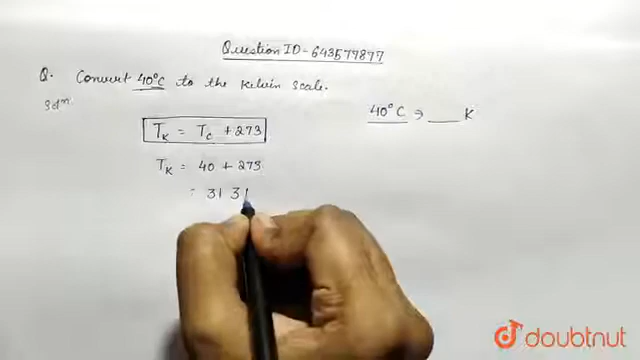 Question ID - 643577877
Q. Convert 40°C to the Kelvin scale.
Sol^n.
40°C → ___ K
T_K = T_C + 273
T_K = 40 + 273
= 313
doubtnut